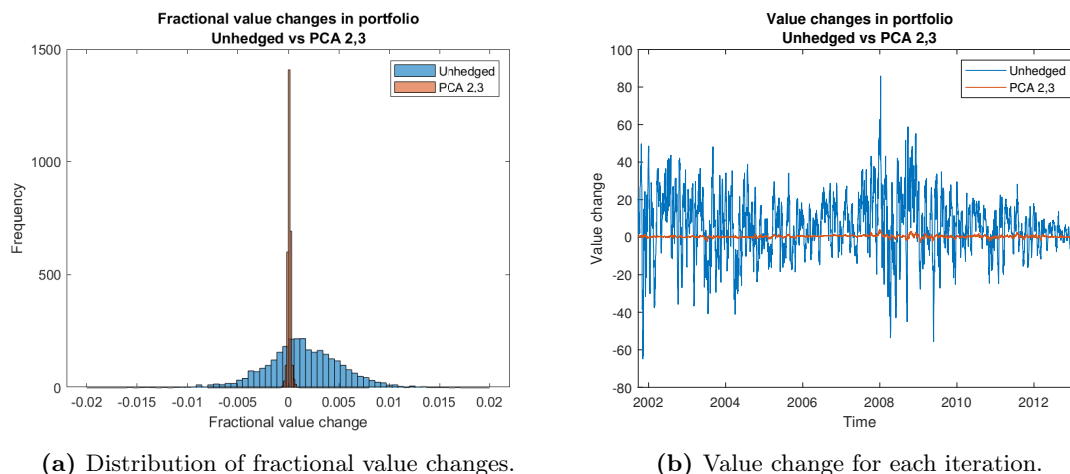 Fractional value changes in portfolio
Unhedged vs PCA 2,3
1500
1000
500
0
Frequency
Unhedged
PCA 2,3
-0.02 -0.015 -0.01 -0.005 0 0.005 0.01 0.015 0.02
Fractional value change
(a) Distribution of fractional value changes.
Value changes in portfolio
Unhedged vs PCA 2,3
100
80
60
40
20
0
-20
-40
-60
-80
Value change
Unhedged
PCA 2,3
2002 2004 2006 2008 2010 2012
Time
(b) Value change for each iteration.